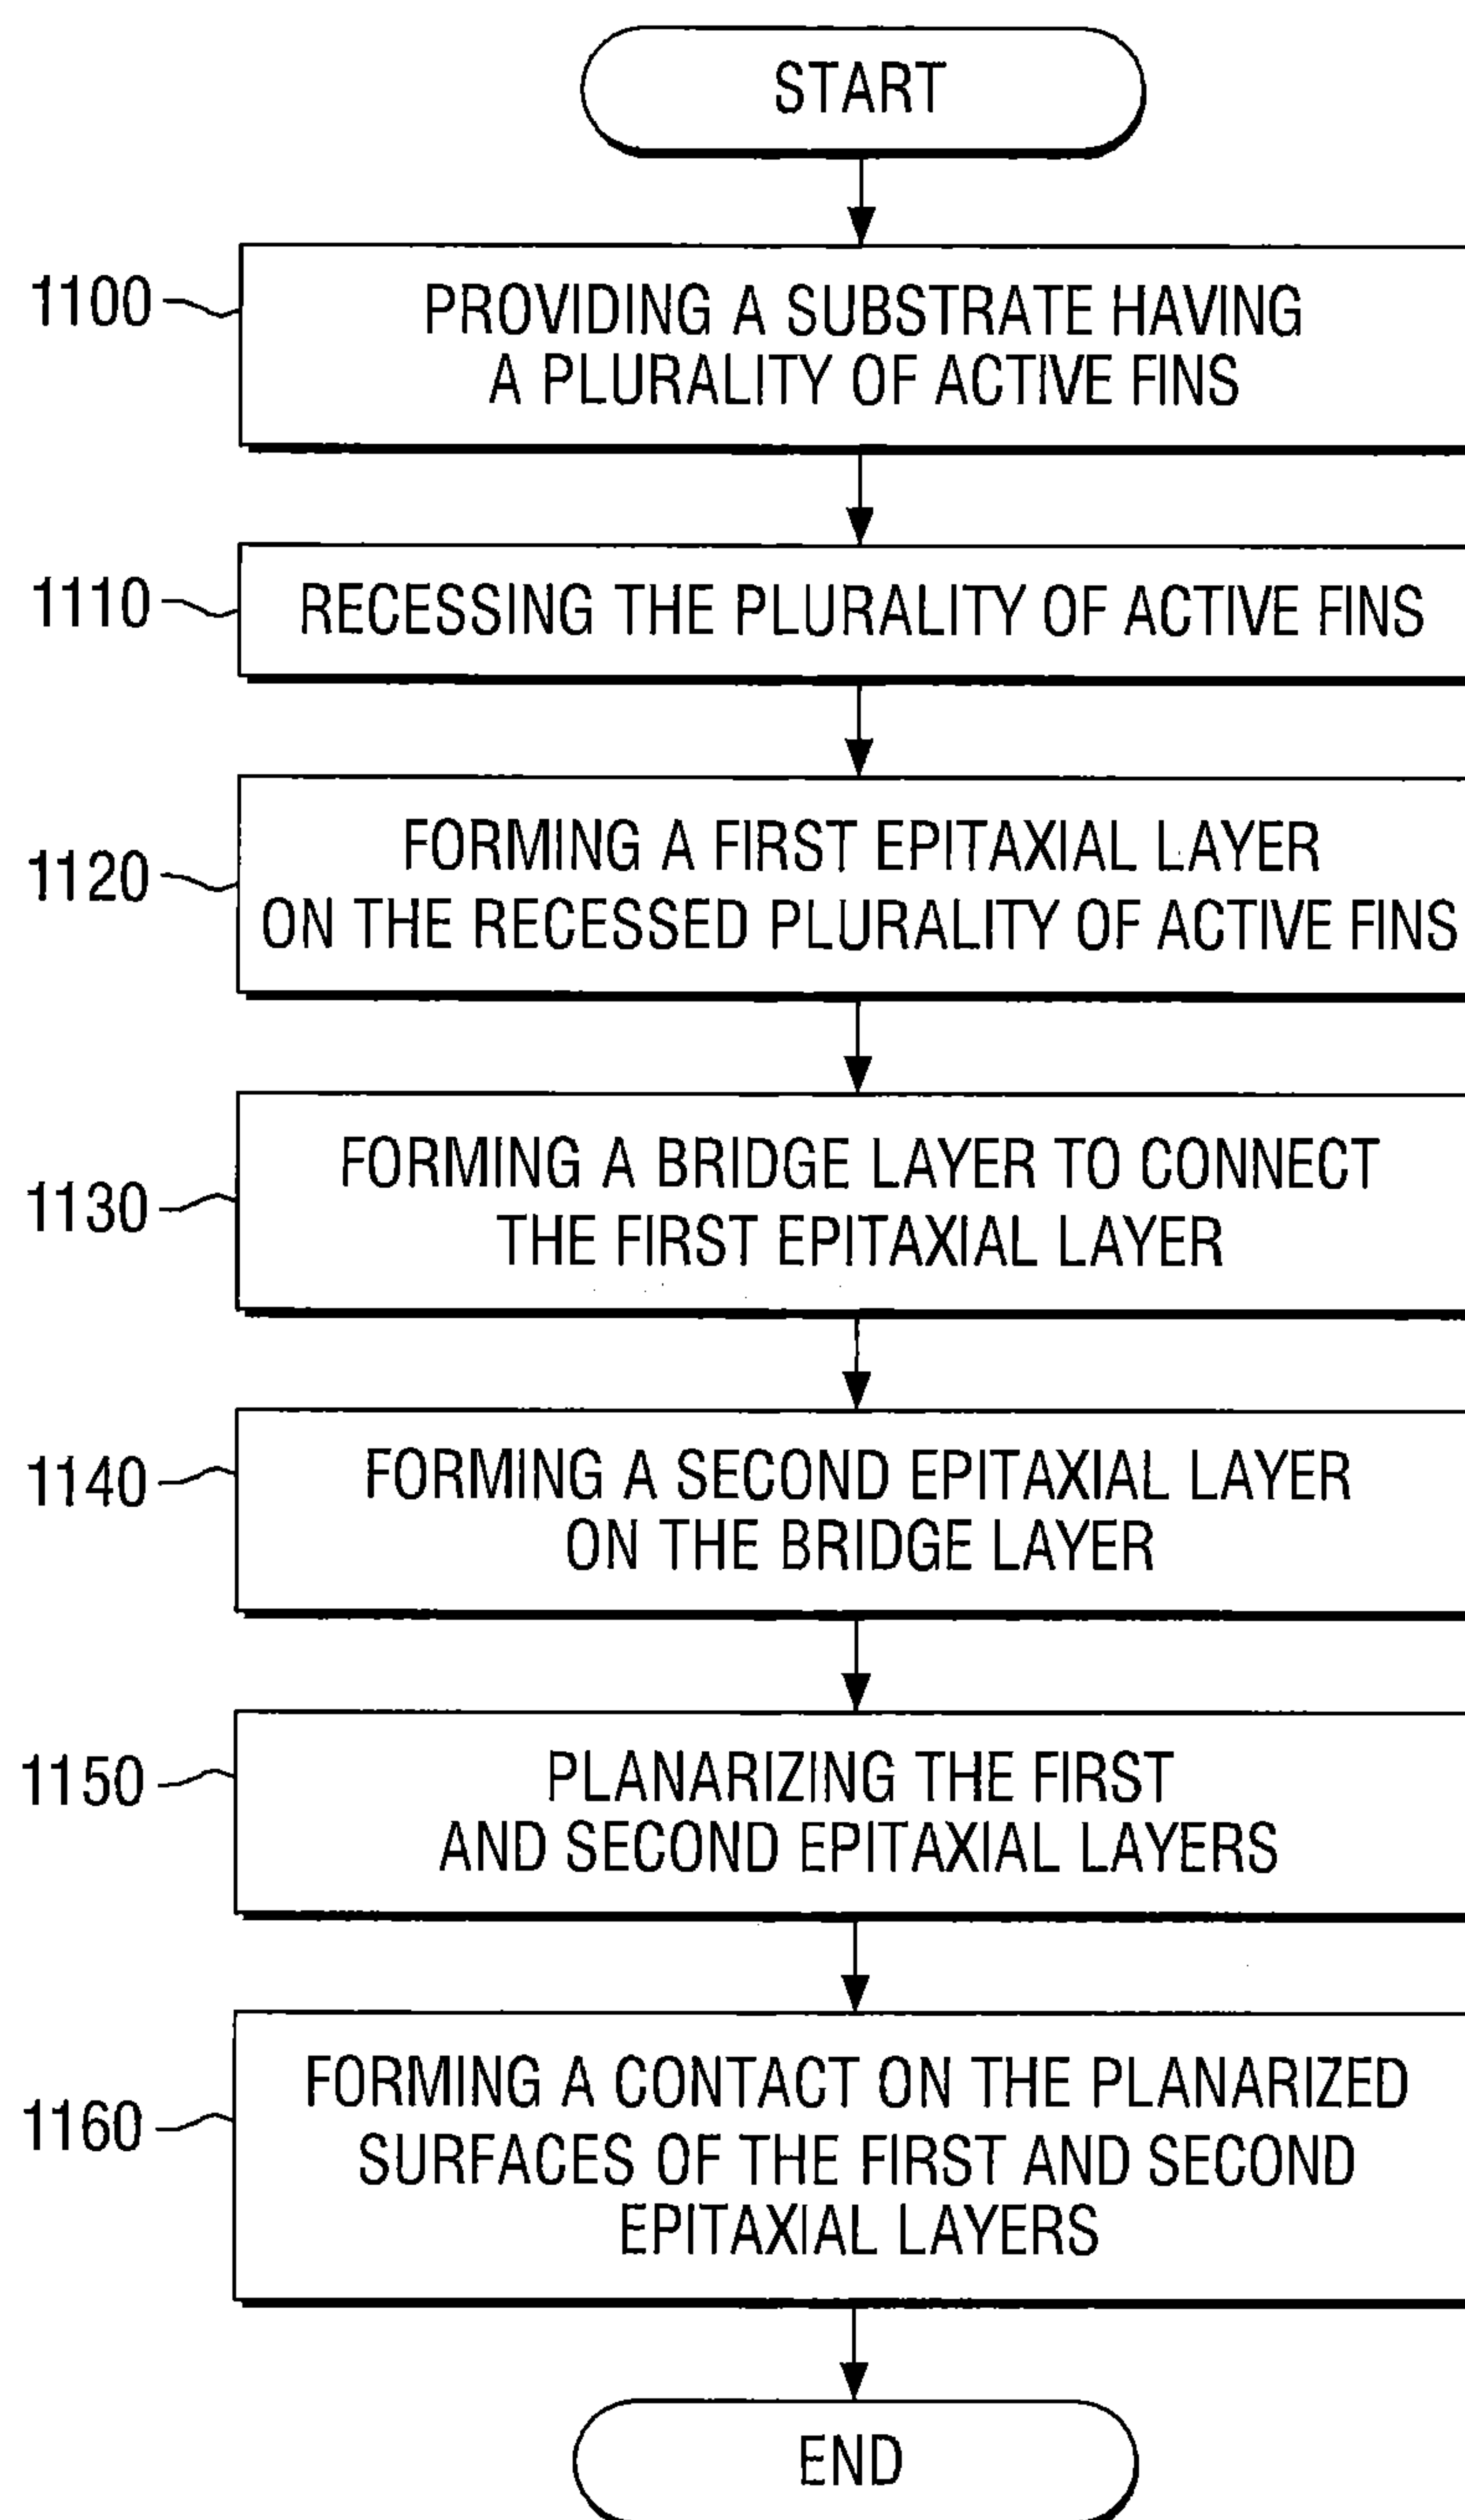 START
1100
PROVIDING A SUBSTRATE HAVING
A PLURALITY OF ACTIVE FINS
1110
RECESSING THE PLURALITY OF ACTIVE FINS
1120
FORMING A FIRST EPITAXIAL LAYER
ON THE RECESSED PLURALITY OF ACTIVE FINS
1130
FORMING A BRIDGE LAYER TO CONNECT
THE FIRST EPITAXIAL LAYER
1140
FORMING A SECOND EPITAXIAL LAYER
ON THE BRIDGE LAYER
1150
PLANARIZING THE FIRST
AND SECOND EPITAXIAL LAYERS
1160
FORMING A CONTACT ON THE PLANARIZED
SURFACES OF THE FIRST AND SECOND
EPITAXIAL LAYERS
END